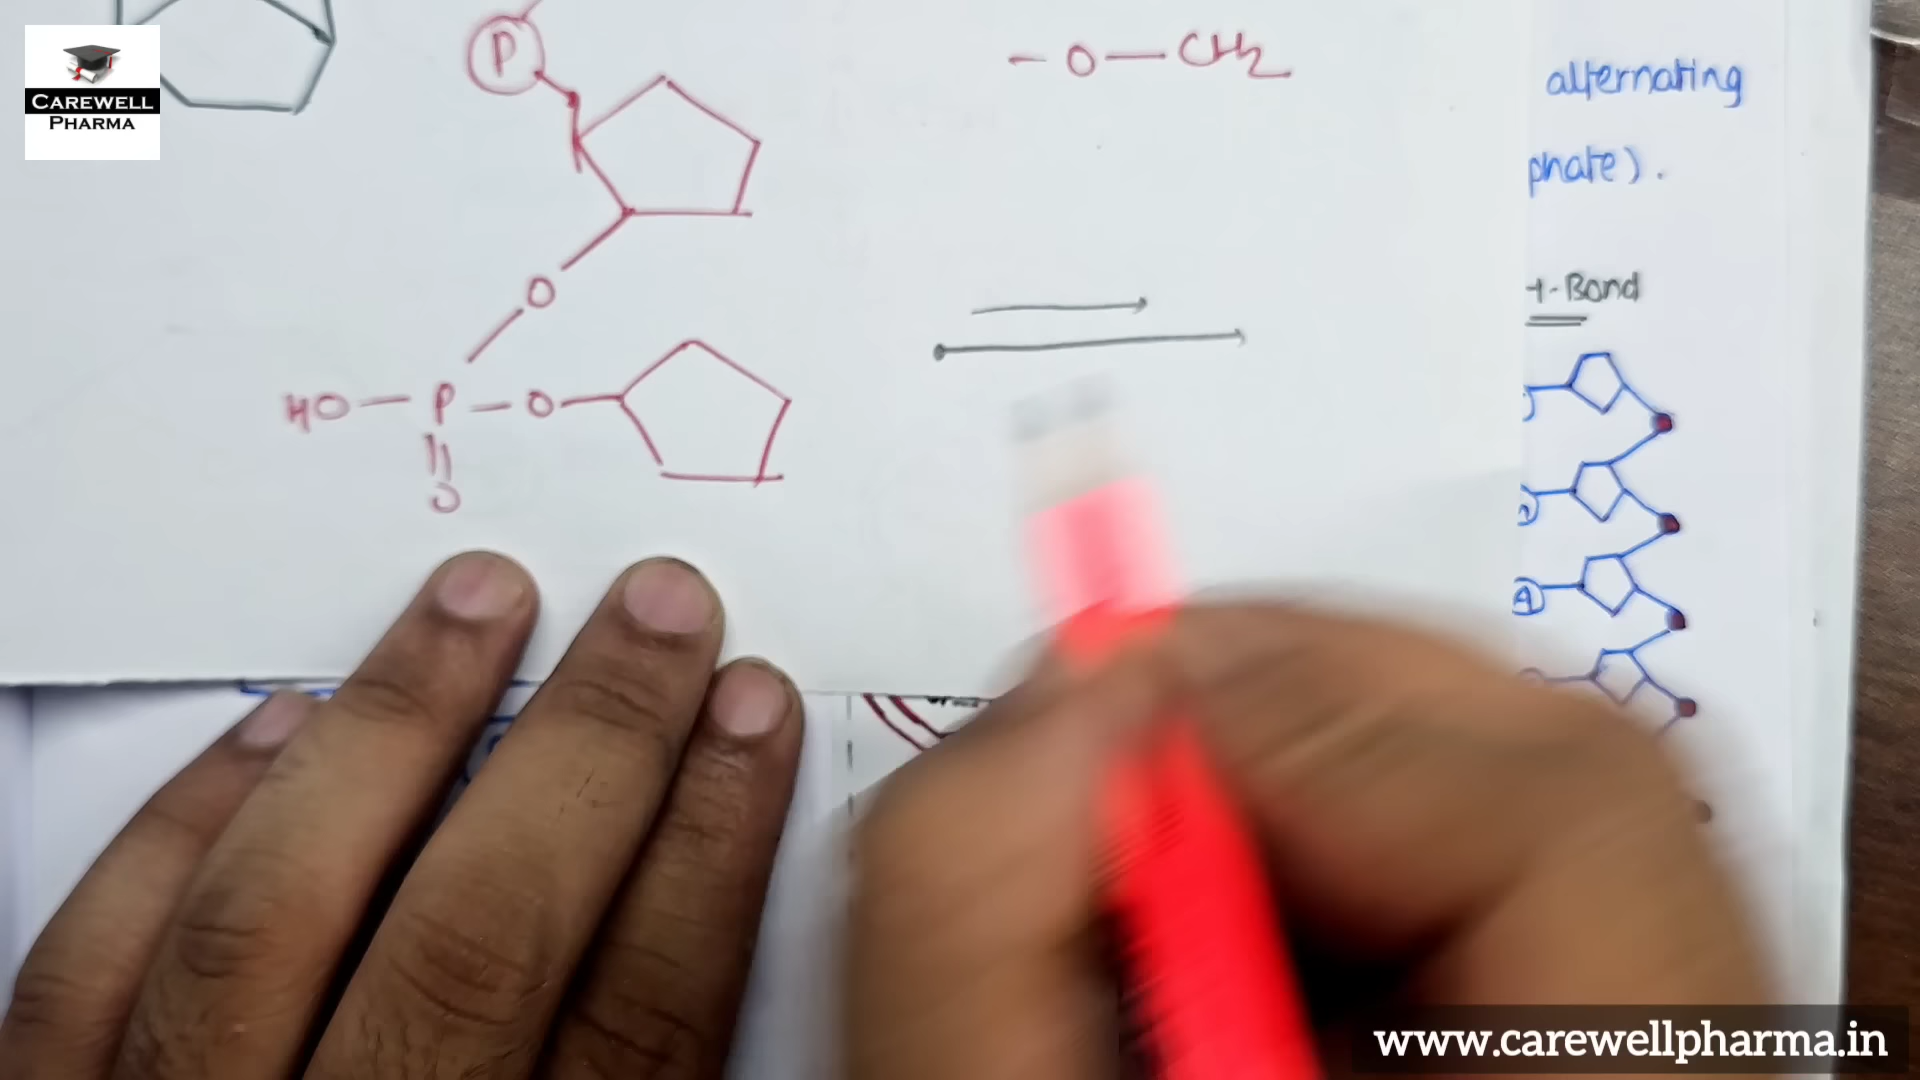 CAREWELL
PHARMA
P
- O - CH2
alternating
phate).
H-Bond
O
HO - P - O
O
A
www.carewellpharma.in